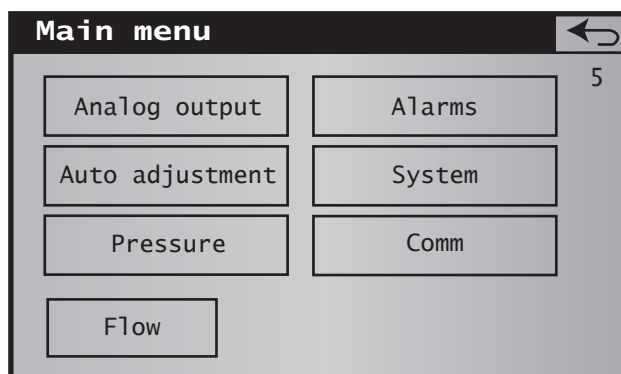 Main menu
5
Analog output
Alarms
Auto adjustment
System
Pressure
Comm
Flow